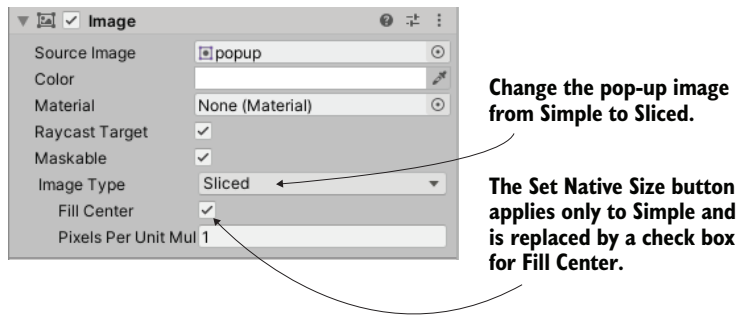 Image
Source Image popup
Color
Material None (Material)
Raycast Target
Maskable
Image Type Sliced
Fill Center
Pixels Per Unit Mul 1
Change the pop-up image
from Simple to Sliced.
The Set Native Size button
applies only to Simple and
is replaced by a check box
for Fill Center.